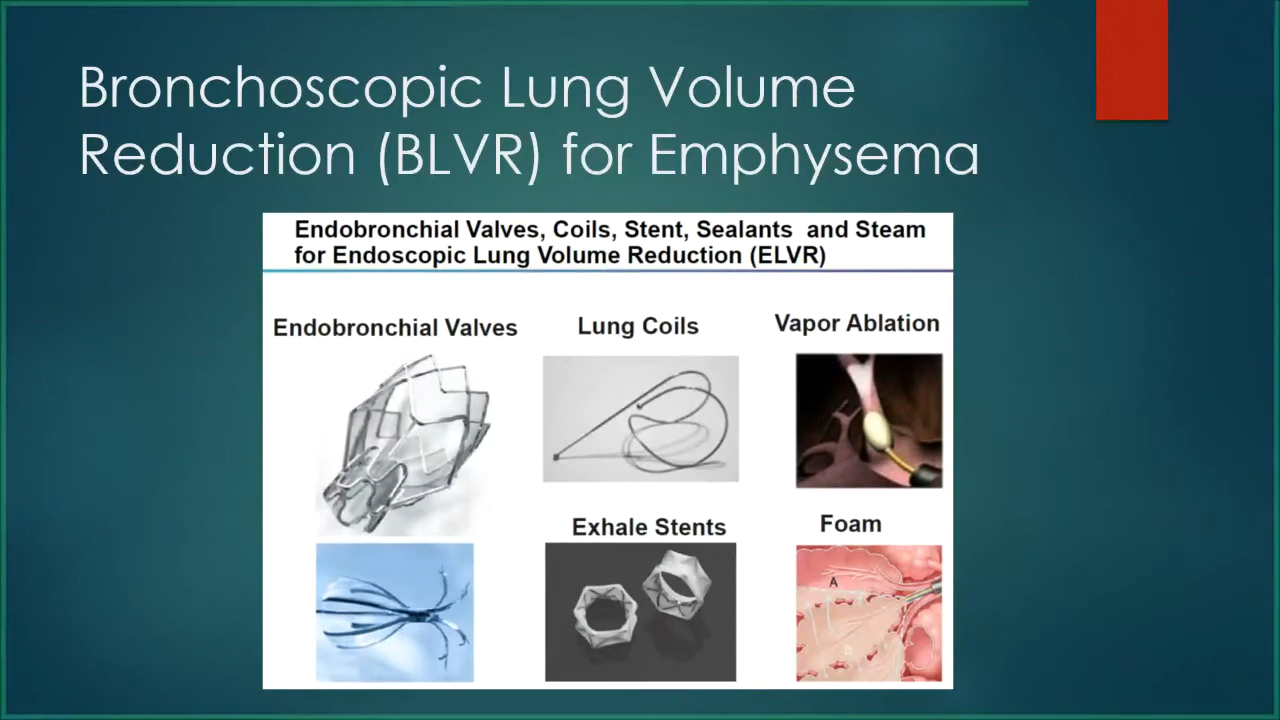 Bronchoscopic Lung Volume
Reduction (BLVR) for Emphysema
Endobronchial Valves, Coils, Stent, Sealants and Steam
for Endoscopic Lung Volume Reduction (ELVR)
Endobronchial Valves
Lung Coils
Vapor Ablation
Exhale Stents
Foam
A
B